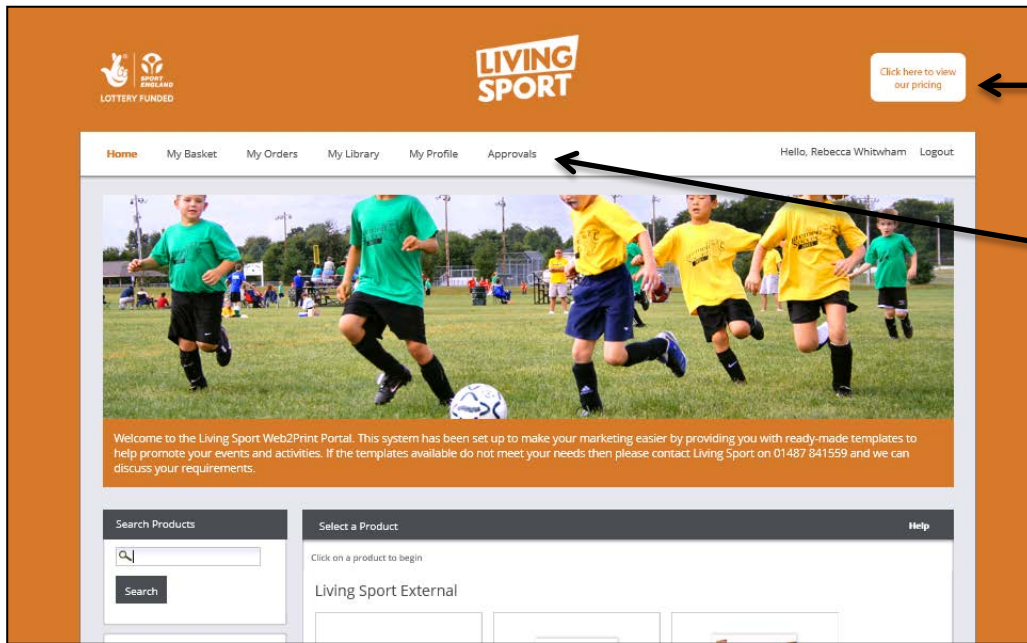 SPORT
ENGLAND
LOTTERY FUNDED
LIVING
SPORT
Click here to view
our pricing
Home My Basket My Orders My Library My Profile Approvals Hello, Rebecca Whitwham Logout
Welcome to the Living Sport Web2Print Portal. This system has been set up to make your marketing easier by providing you with ready-made templates to
help promote your events and activities. If the templates available do not meet your needs then please contact Living Sport on 01487 841559 and we can
discuss your requirements.
Search Products
Search
Select a Product Help
Click on a product to begin
Living Sport External